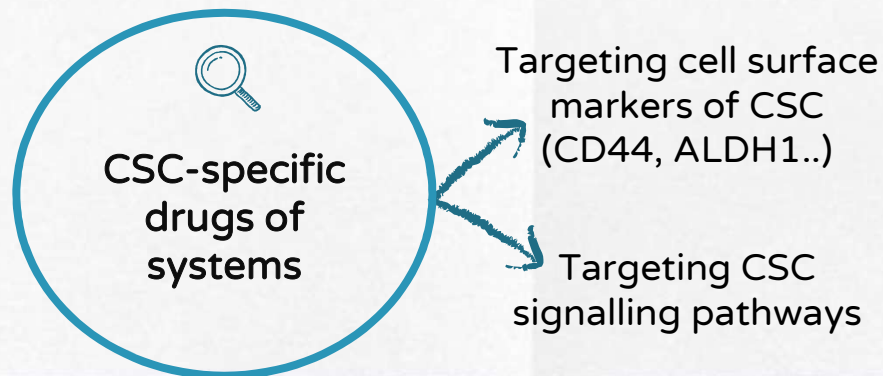 CSC-specific
drugs of
systems
Targeting cell surface
markers of CSC
(CD44, ALDH1..)
Targeting CSC
signalling pathways